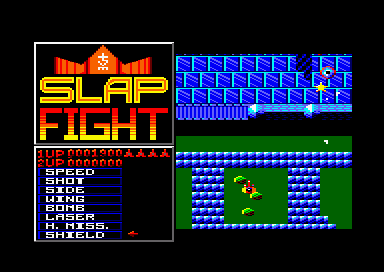 SLAP
FIGHT
1UP 0001900
2UP 0000000
SPEED
SHOT
SIDE
WING
BOMB
LASER
H. MISS.
SHIELD